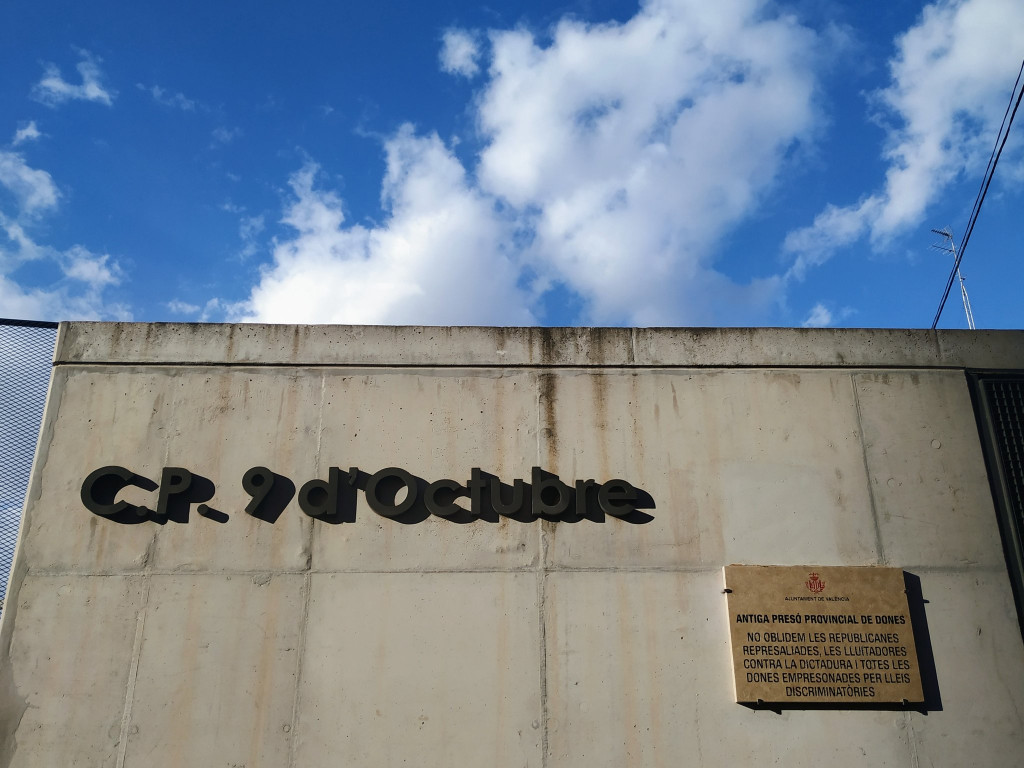 C.P. 9 d'Octubre
AJUNTAMENT DE VALÈNCIA
ANTIGA PRESÓ PROVINCIAL DE DONES
NO OBLIDEM LES REPUBLICANES
REPRESALIADES, LES LLUITADORES
CONTRA LA DICTADURA I TOTES LES
DONES EMPRESONADES PER LLEIS
DISCRIMINATÒRIES